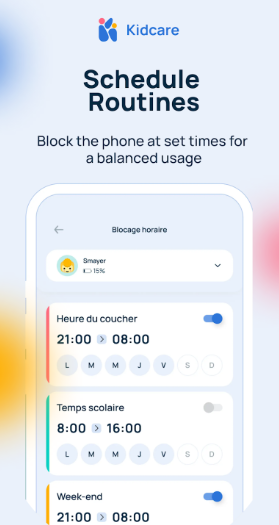 Kidcare
Schedule
Routines
Block the phone at set times for
a balanced usage
Blocage horaire
Smayer
15%
Heure du coucher
21:00 > 08:00
L M M J V S D
Temps scolaire
8:00 > 16:00
L M M J V S D
Week-end
21:00 > 08:00